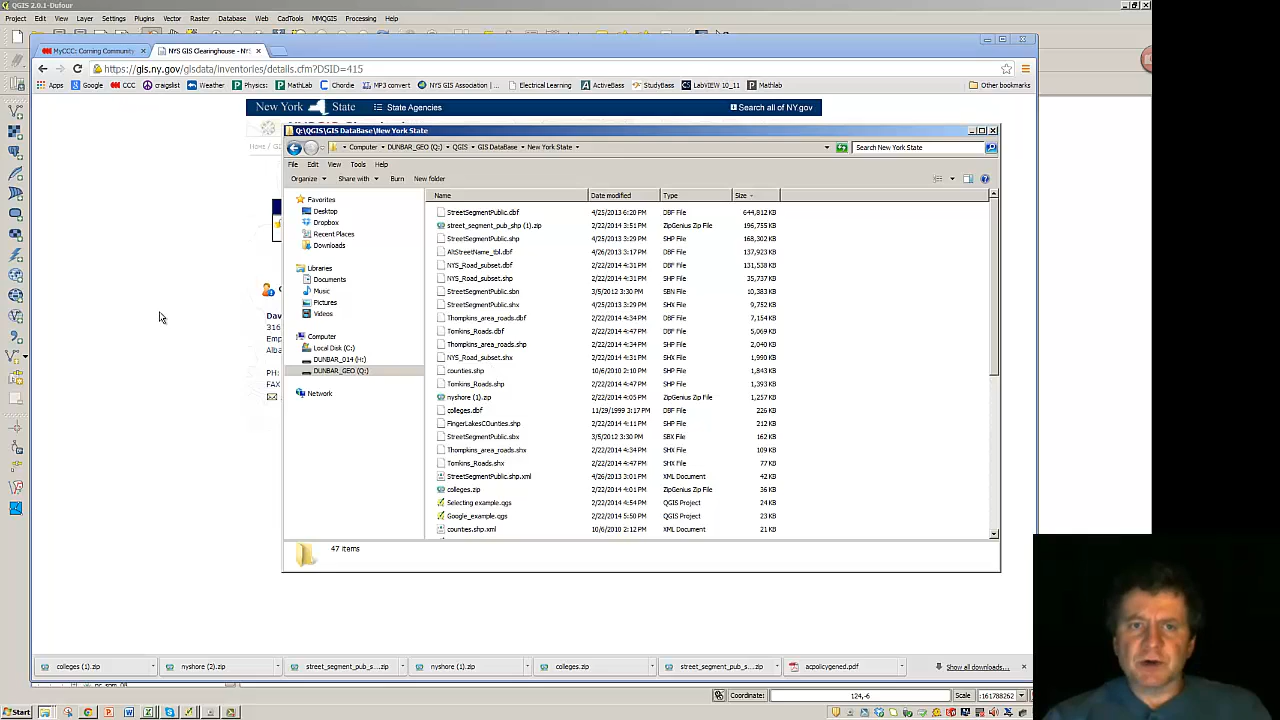 QGIS 2.0.1-Dufour
Project Edit View Layer Settings Plugins Vector Raster Database Web CadTools MMQGIS Processing Help
MyCCC: Corning Communit NYS GIS Clearinghouse - NYS
https://gis.ny.gov/gisdata/inventories/details.cfm?DSID=415
Apps Google CCC craigslist Weather Physics: MathLab Chordie MP3 convert NYS GIS Association |... Electrical Learning ActiveBass StudyBass LabVIEW 10_11 Mathlab Other bookmarks
New York State State Agencies Search all of NY.gov
Q:\QGIS\GIS DataBase\New York State
Computer DUNBAR_GEO (Q:) QGIS GIS DataBase New York State Search New York State
File Edit View Tools Help
Organize Share with Burn New folder
Favorites
Desktop
Dropbox
Recent Places
Downloads
Libraries
Documents
Music
Pictures
Videos
Computer
Local Disk (C:)
DUNBAR_014 (H:)
DUNBAR_GEO (Q:)
Network
Name Date modified Type Size
StreetSegmentPublic.dbf 4/25/2013 6:20 PM DBF File 644,812 KB
street_segment_pub_shp (1).zip 2/22/2014 3:51 PM ZipGenius Zip File 196,755 KB
StreetSegmentPublic.shp 4/25/2013 3:29 PM SHP File 168,302 KB
AltStreetName_tbl.dbf 4/26/2013 3:17 PM DBF File 137,923 KB
NYS_Road_subset.dbf 2/22/2014 4:31 PM DBF File 131,538 KB
NYS_Road_subset.shp 2/22/2014 4:31 PM SHP File 35,737 KB
StreetSegmentPublic.sbn 3/5/2012 3:30 PM SBN File 10,383 KB
StreetSegmentPublic.shx 4/25/2013 3:29 PM SHX File 9,752 KB
Thompkins_area_roads.dbf 2/22/2014 4:34 PM DBF File 7,154 KB
Tomkins_Roads.dbf 2/22/2014 4:47 PM DBF File 5,069 KB
Thompkins_area_roads.shp 2/22/2014 4:34 PM SHP File 2,040 KB
NYS_Road_subset.shx 2/22/2014 4:31 PM SHX File 1,990 KB
counties.shp 10/6/2010 2:10 PM SHP File 1,843 KB
Tomkins_Roads.shp 2/22/2014 4:47 PM SHP File 1,393 KB
nyshore (1).zip 2/22/2014 4:05 PM ZipGenius Zip File 1,257 KB
colleges.dbf 11/29/1999 3:17 PM DBF File 226 KB
FingerLakesCOunties.shp 2/22/2014 4:11 PM SHP File 212 KB
StreetSegmentPublic.sbx 3/5/2012 3:30 PM SBX File 162 KB
Thompkins_area_roads.shx 2/22/2014 4:34 PM SHX File 109 KB
Tomkins_Roads.shx 2/22/2014 4:47 PM SHX File 77 KB
StreetSegmentPublic.shp.xml 4/26/2013 3:01 PM XML Document 42 KB
colleges.zip 2/22/2014 4:01 PM ZipGenius Zip File 36 KB
Selecting example.qgs 2/22/2014 4:54 PM QGIS Project 24 KB
Google_example.qgs 2/22/2014 5:50 PM QGIS Project 23 KB
counties.shp.xml 10/6/2010 2:12 PM XML Document 21 KB
47 items
Dav
316
Emp
Alba
PH:
FAX
colleges (1).zip nyshore (2).zip street_segment_pub_s....zip nyshore (1).zip colleges.zip street_segment_pub_s....zip acpolicygened.pdf Show all downloads...
Coordinate: 124,-6 Scale :161788262
Start